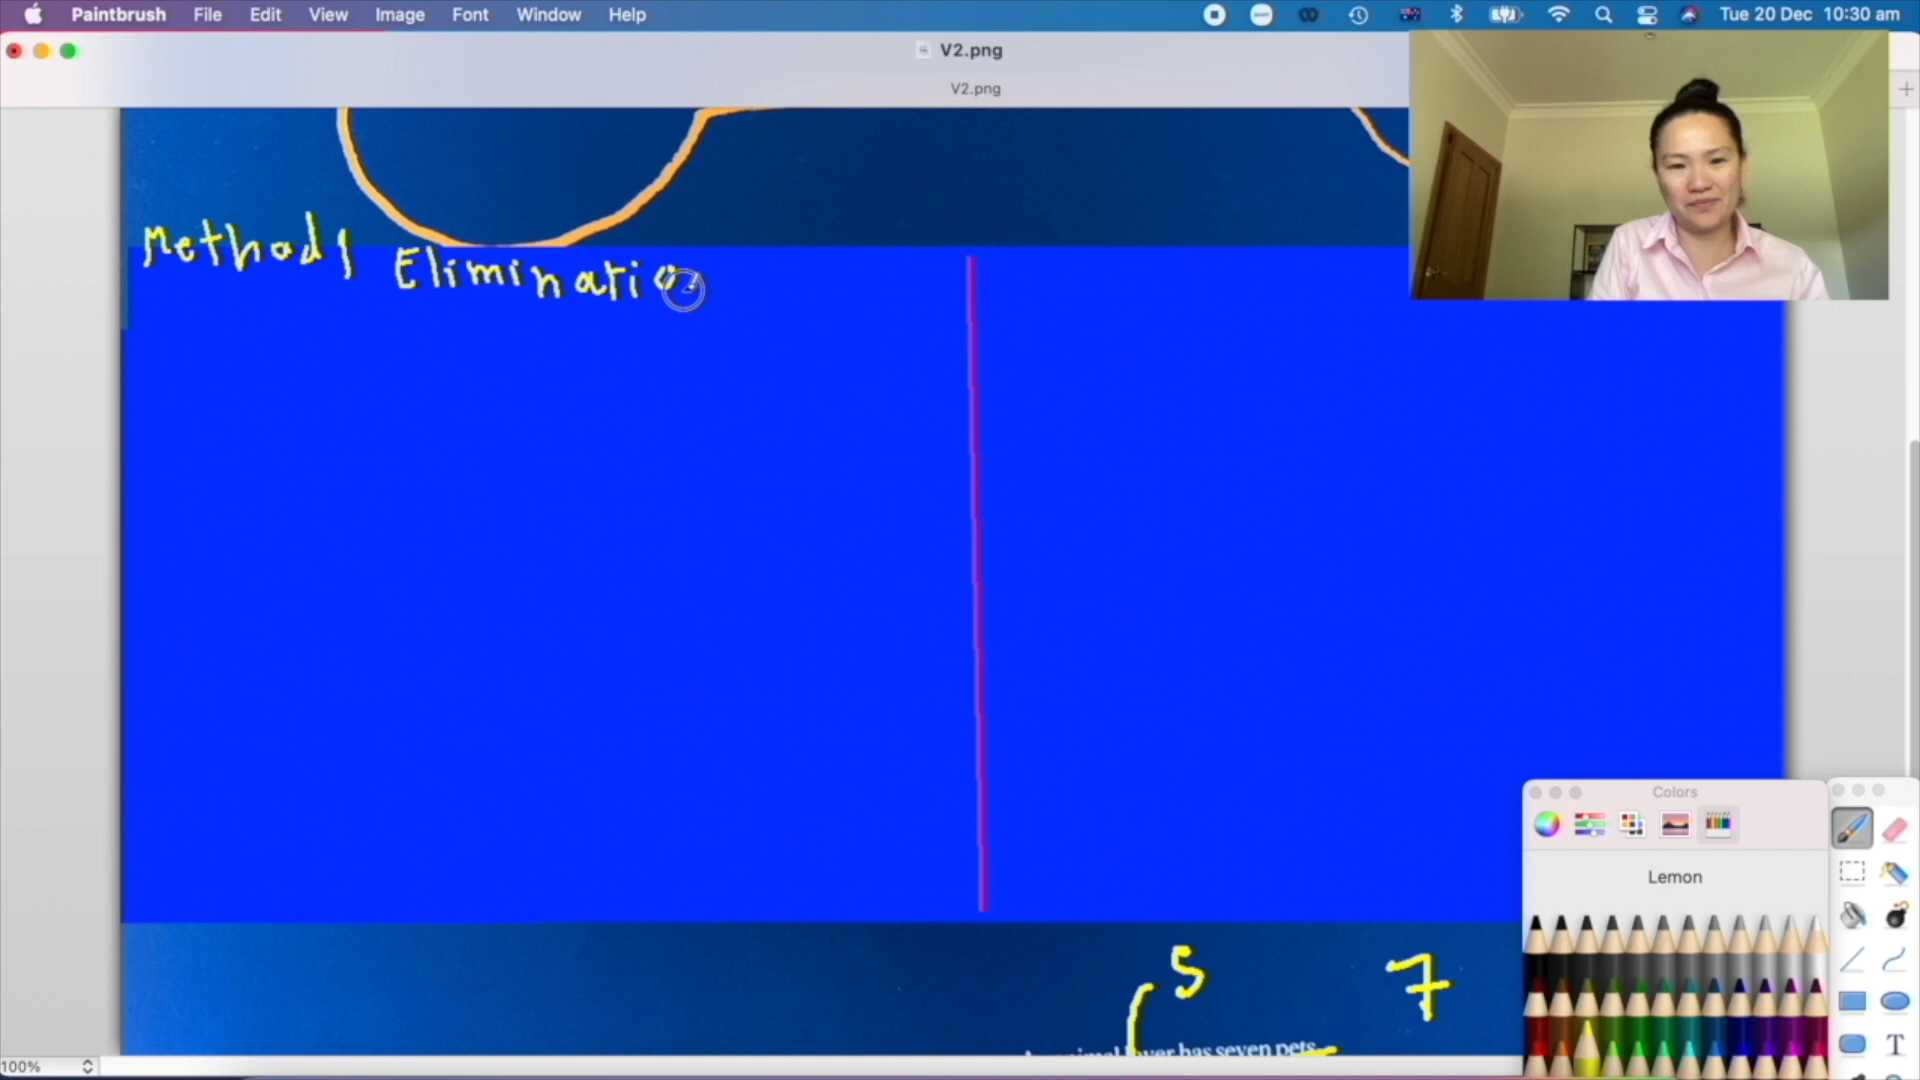 Paintbrush File Edit View Image Font Window Help Tue 20 Dec 10:30 am
V2.png
V2.png
Method 1 Eliminatio
Colors
Lemon
5 7
has seven pets
100%
T